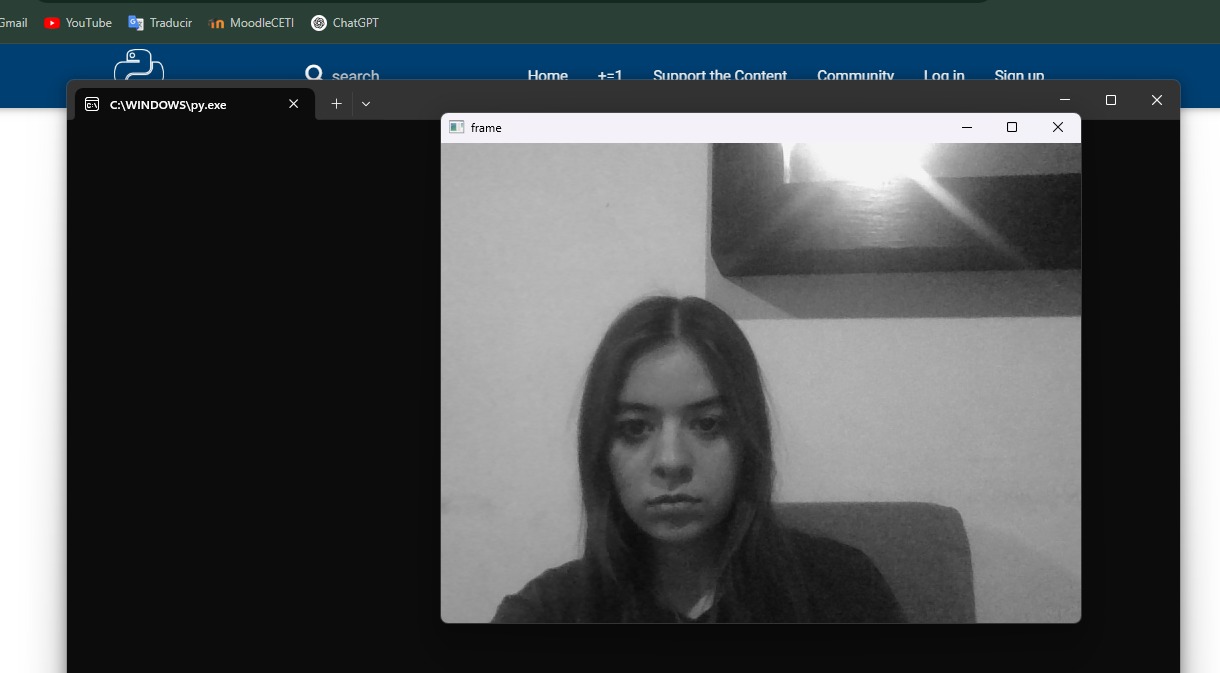 Gmail YouTube Traducir MoodleCETI ChatGPT
search Home +=1 Support the Content Community Log in Sign up
C:\WINDOWS\py.exe
frame